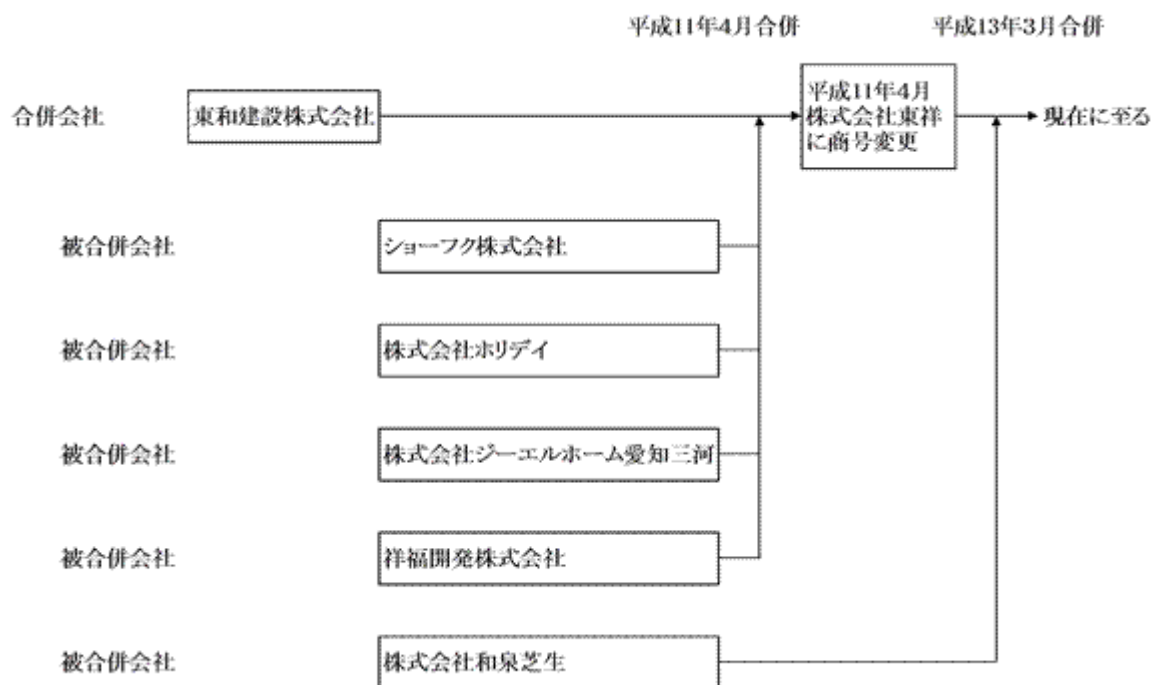 平成11年4月合併
平成13年3月合併
合併会社
東和建設株式会社
平成11年4月
株式会社東祥
に商号変更
現在に至る
被合併会社
ショーフク株式会社
被合併会社
株式会社ホリデイ
被合併会社
株式会社ジーエルホーム愛知三河
被合併会社
祥福開発株式会社
被合併会社
株式会社和泉芝生